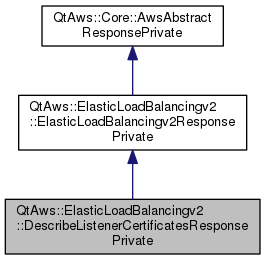 QtAws::Core::AwsAbstract
ResponsePrivate
QtAws::ElasticLoadBalancingv2
::ElasticLoadBalancingv2Response
Private
QtAws::ElasticLoadBalancingv2
::DescribeListenerCertificatesResponse
Private